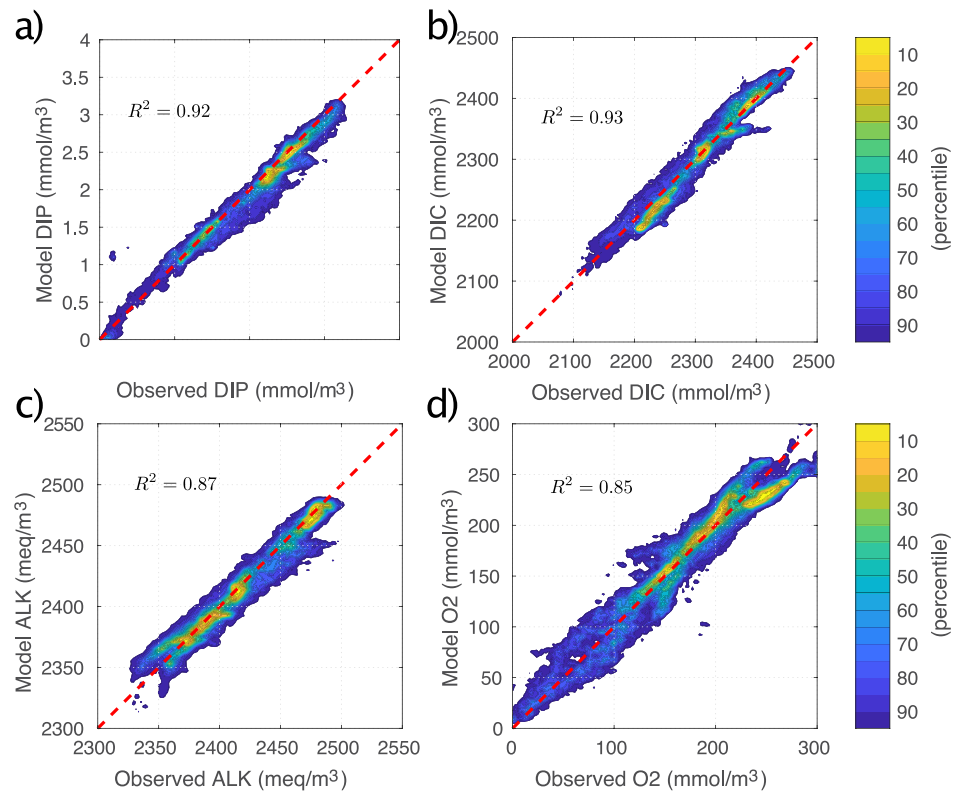 a)
4
3.5
3
2.5
2
1.5
1
0.5
0
Model DIP (mmol/m³)
R² = 0.92
Observed DIP (mmol/m³)
b)
2500
2400
2300
2200
2100
2000
Model DIC (mmol/m³)
R² = 0.93
2000 2100 2200 2300 2400 2500
Observed DIC (mmol/m³)
10
20
30
40
50
60
70
80
90
(percentile)
c)
2550
2500
2450
2400
2350
2300
Model ALK (meq/m³)
R² = 0.87
2300 2350 2400 2450 2500 2550
Observed ALK (meq/m³)
d)
300
250
200
150
100
50
0
Model O2 (mmol/m³)
R² = 0.85
0 100 200 300
Observed O2 (mmol/m³)
10
20
30
40
50
60
70
80
90
(percentile)